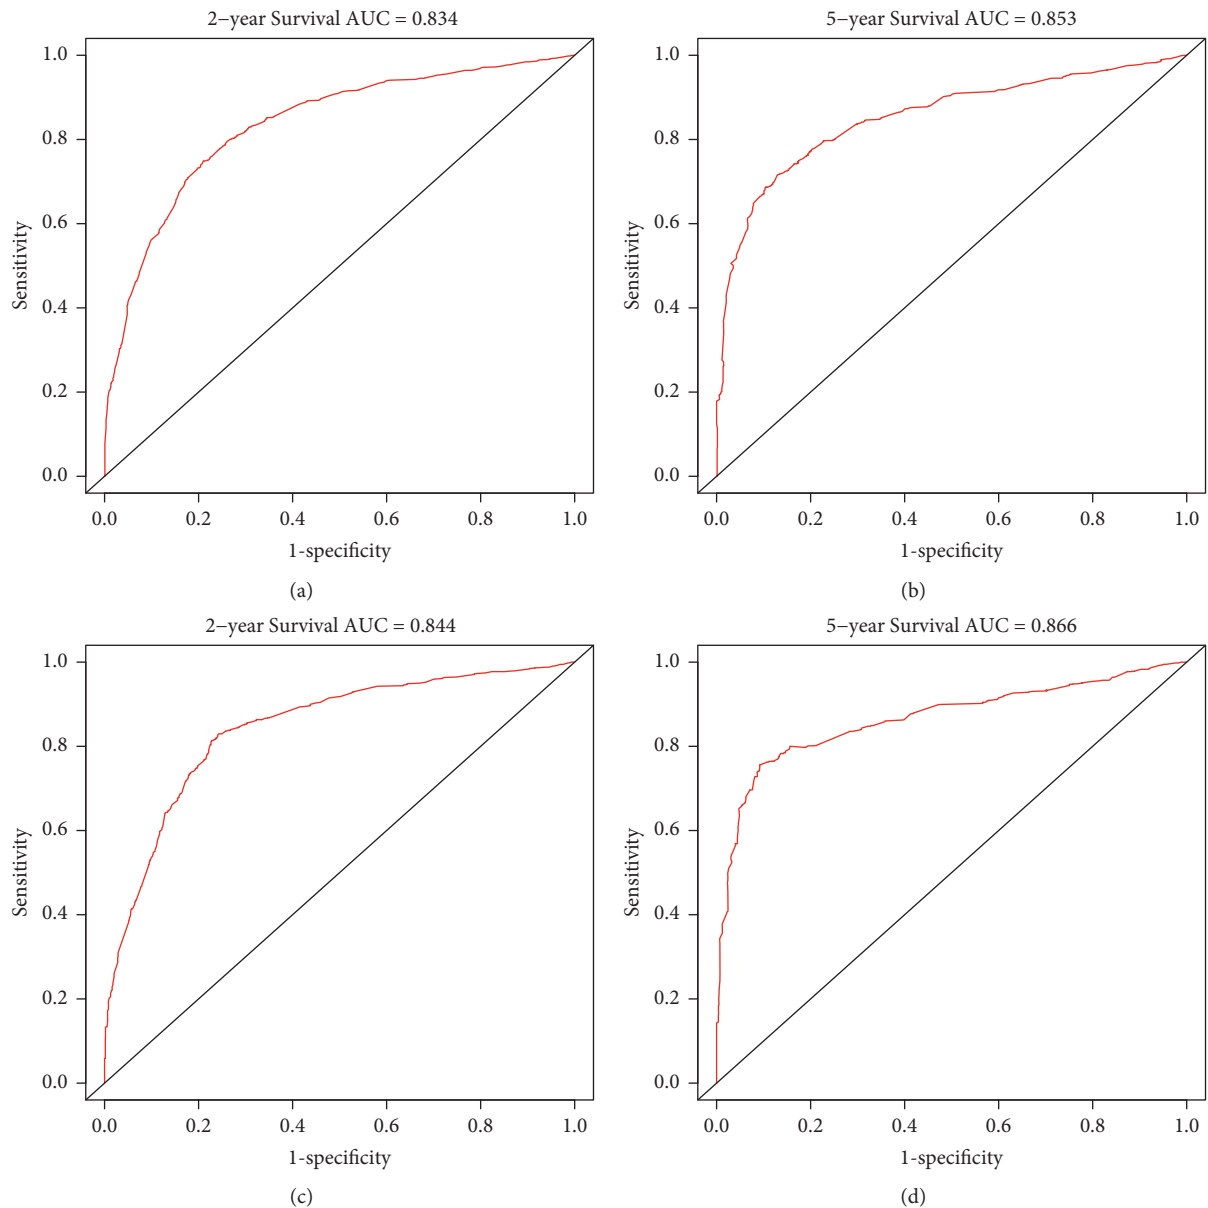 2−year Survival AUC = 0.834
1.0
0.8
0.6
0.4
0.2
0.0
Sensitivity
0.0 0.2 0.4 0.6 0.8 1.0
1-specificity
(a)
5−year Survival AUC = 0.853
1.0
0.8
0.6
0.4
0.2
0.0
Sensitivity
0.0 0.2 0.4 0.6 0.8 1.0
1-specificity
(b)
2−year Survival AUC = 0.844
1.0
0.8
0.6
0.4
0.2
0.0
Sensitivity
0.0 0.2 0.4 0.6 0.8 1.0
1-specificity
(c)
5−year Survival AUC = 0.866
1.0
0.8
0.6
0.4
0.2
0.0
Sensitivity
0.0 0.2 0.4 0.6 0.8 1.0
1-specificity
(d)